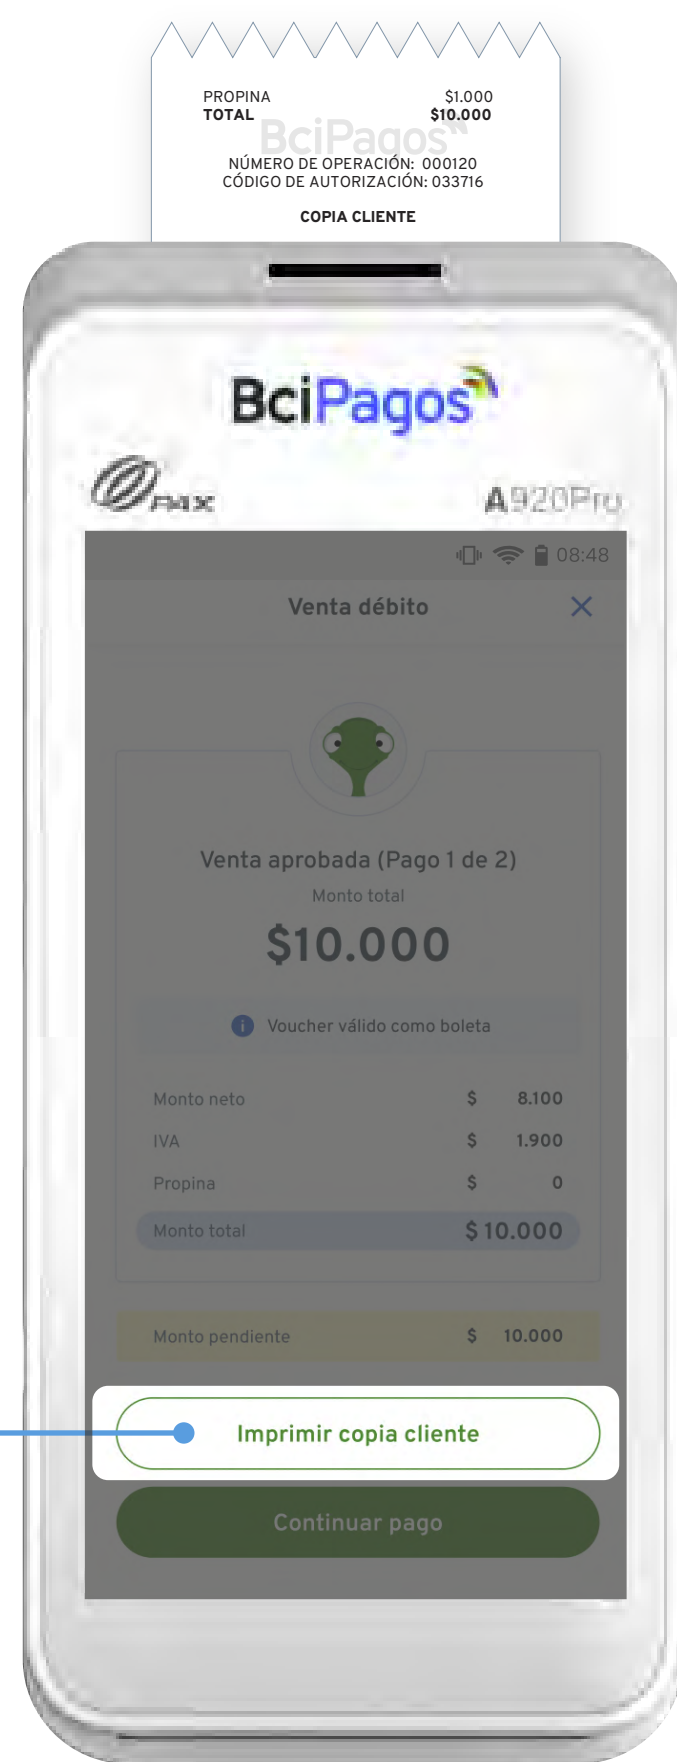 PROPINA $1.000
TOTAL $10.000
BciPagos
NÚMERO DE OPERACIÓN: 000120
CÓDIGO DE AUTORIZACIÓN: 033716
COPIA CLIENTE
BciPagos
PAX A920Pro
08:48
Venta débito
Venta aprobada (Pago 1 de 2)
Monto total
$10.000
Voucher válido como boleta
Monto neto $ 8.100
IVA $ 1.900
Propina $ 0
Monto total $ 10.000
Monto pendiente $ 10.000
Imprimir copia cliente
Continuar pago